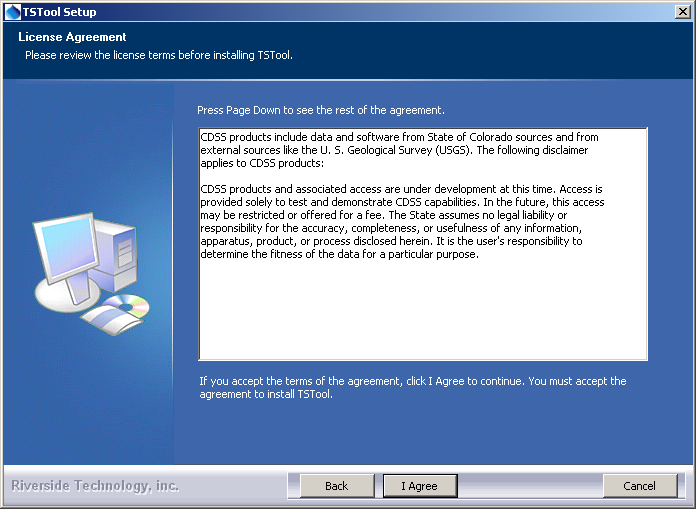 TSTool Setup
License Agreement
Please review the license terms before installing TSTool.
Press Page Down to see the rest of the agreement.
CDSS products include data and software from State of Colorado sources and from
external sources like the U. S. Geological Survey (USGS). The following disclaimer
applies to CDSS products:
CDSS products and associated access are under development at this time. Access is
provided solely to test and demonstrate CDSS capabilities. In the future, this access
may be restricted or offered for a fee. The State assumes no legal liability or
responsibility for the accuracy, completeness, or usefulness of any information,
apparatus, product, or process disclosed herein. It is the user's responsibility to
determine the fitness of the data for a particular purpose.
If you accept the terms of the agreement, click I Agree to continue. You must accept the
agreement to install TSTool.
Riverside Technology, inc.
Back
I Agree
Cancel